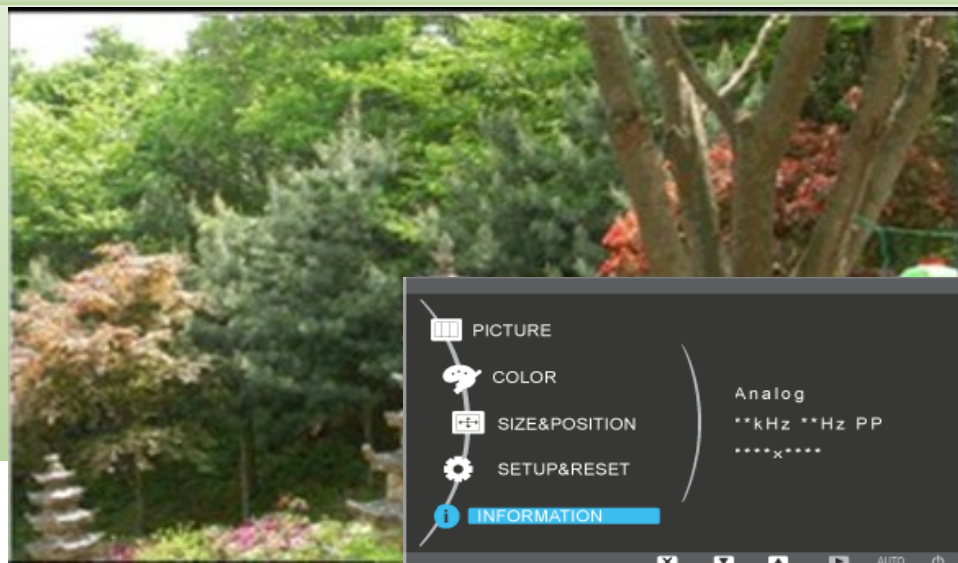 PICTURE
COLOR
SIZE&POSITION
SETUP&RESET
INFORMATION
Analog
**kHz **Hz PP
****x****
AUTO